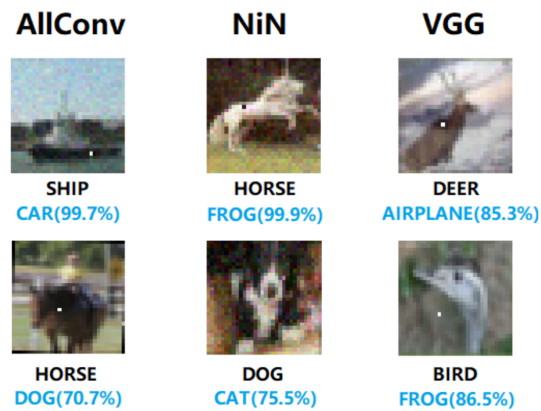 AllConv NiN VGG
SHIP HORSE DEER
CAR(99.7%) FROG(99.9%) AIRPLANE(85.3%)
HORSE DOG BIRD
DOG(70.7%) CAT(75.5%) FROG(86.5%)